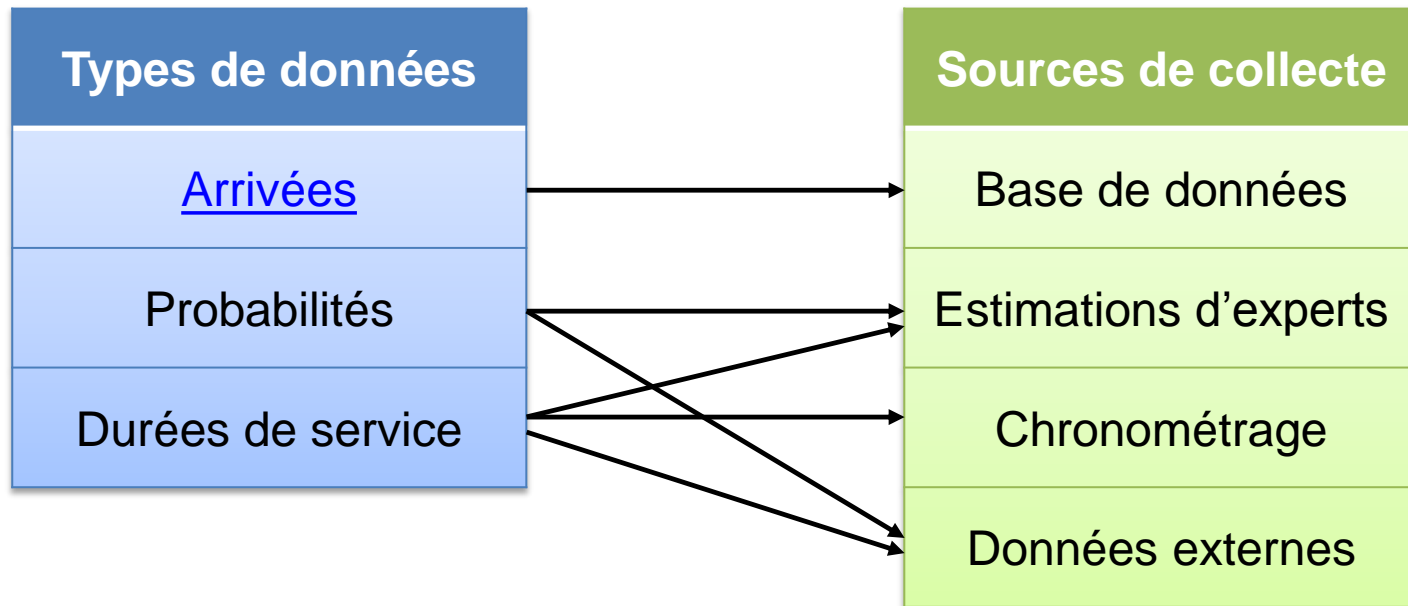 Types de données
Arrivées
Probabilités
Durées de service
Sources de collecte
Base de données
Estimations d’experts
Chronométrage
Données externes